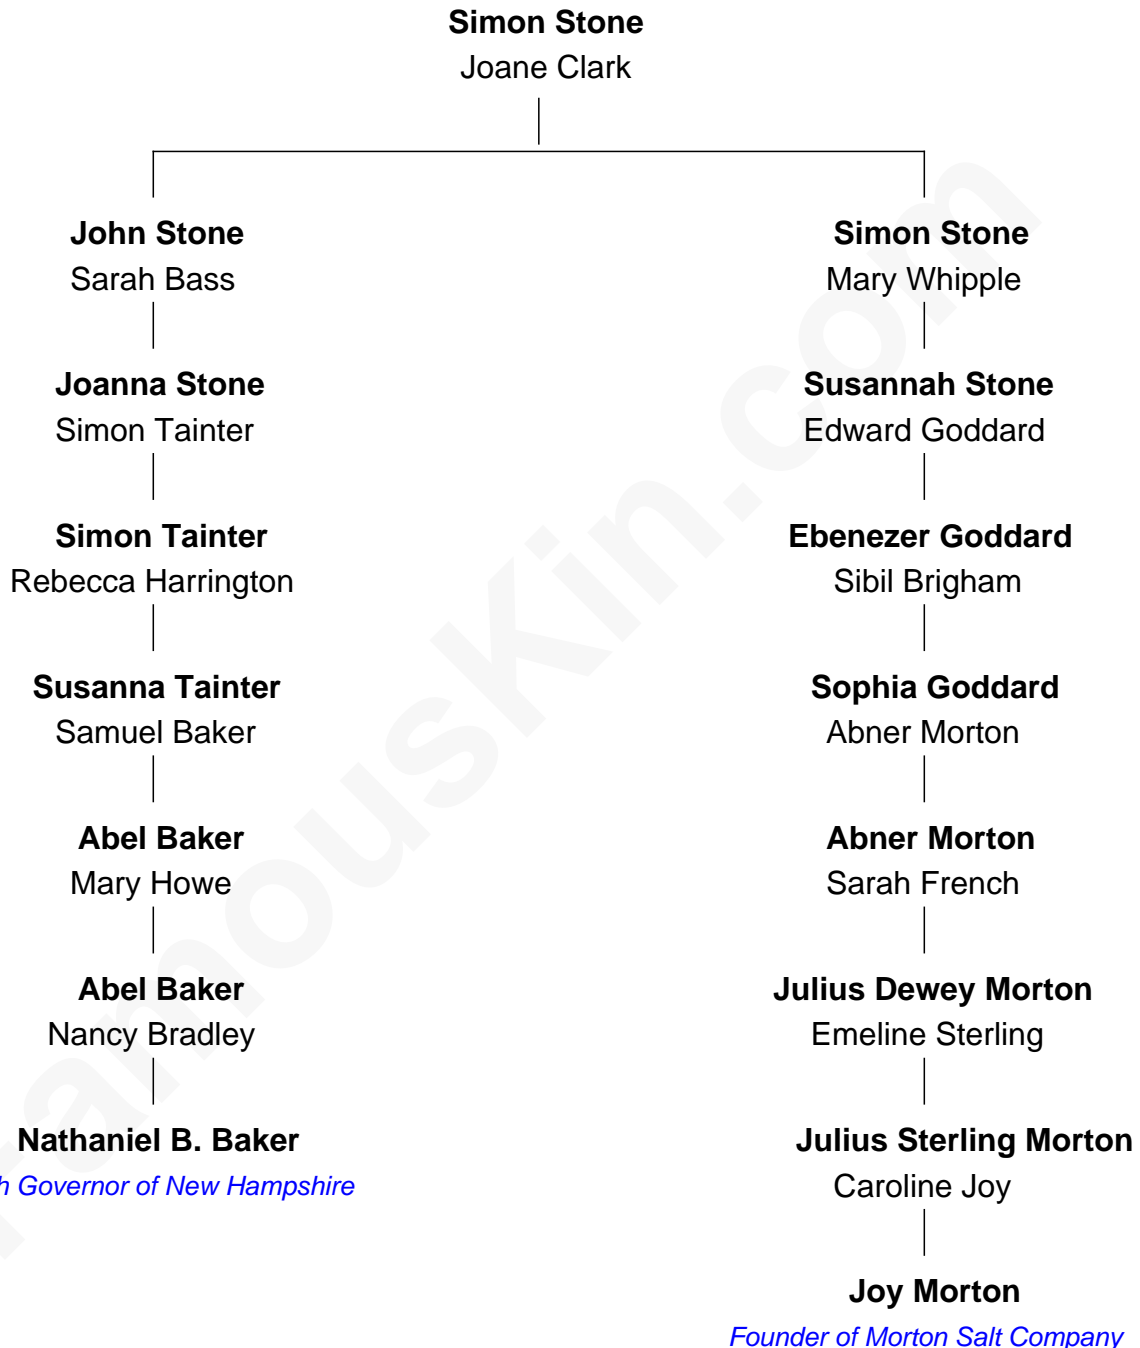 Simon Stone
Joane Clark
John Stone
Sarah Bass
Simon Stone
Mary Whipple
Joanna Stone
Simon Tainter
Susannah Stone
Edward Goddard
Simon Tainter
Rebecca Harrington
Ebenezer Goddard
Sibil Brigham
Susanna Tainter
Samuel Baker
Sophia Goddard
Abner Morton
Abel Baker
Mary Howe
Abner Morton
Sarah French
Abel Baker
Nancy Bradley
Julius Dewey Morton
Emeline Sterling
Nathaniel B. Baker
h Governor of New Hampshire
Julius Sterling Morton
Caroline Joy
Joy Morton
Founder of Morton Salt Company
FamousKin.com